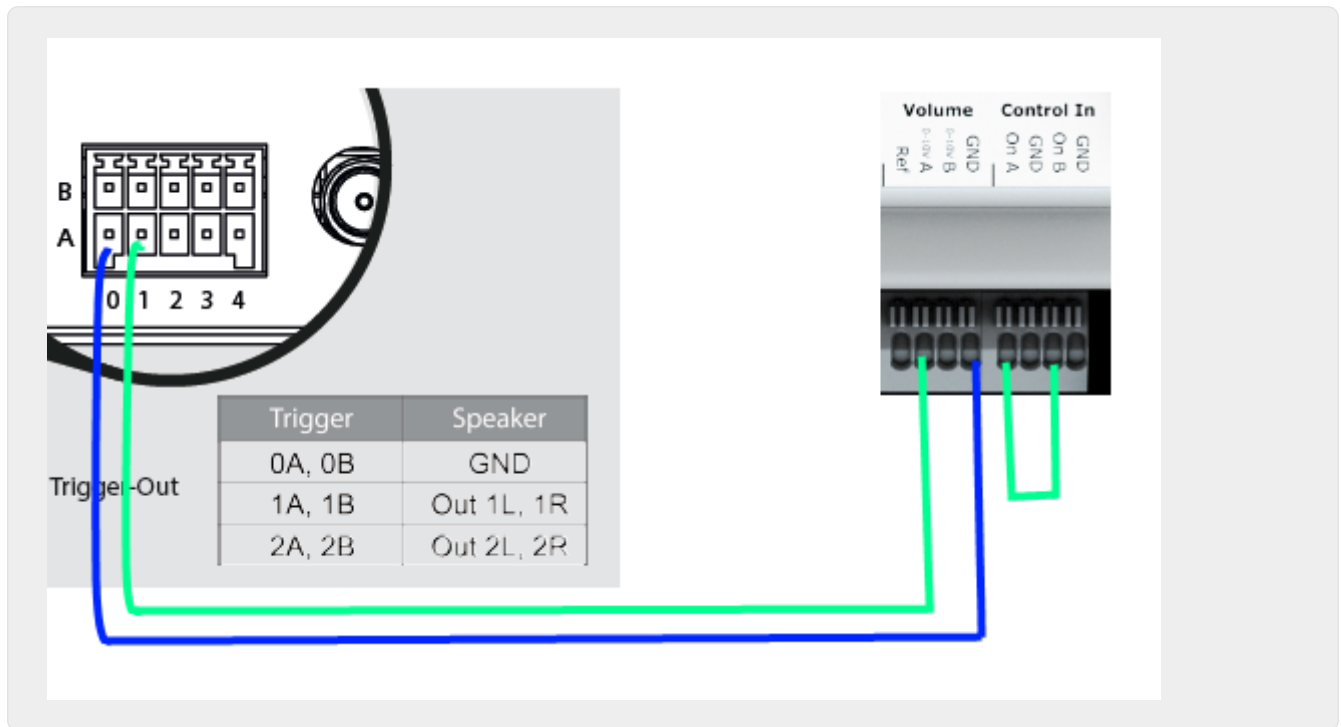 B
A
0 1 2 3 4
Trigger-Out
Trigger Speaker
0A, 0B GND
1A, 1B Out 1L, 1R
2A, 2B Out 2L, 2R
Volume Control In
Ref
0-10V A
0-10V B
GND
On A
GND
On B
GND